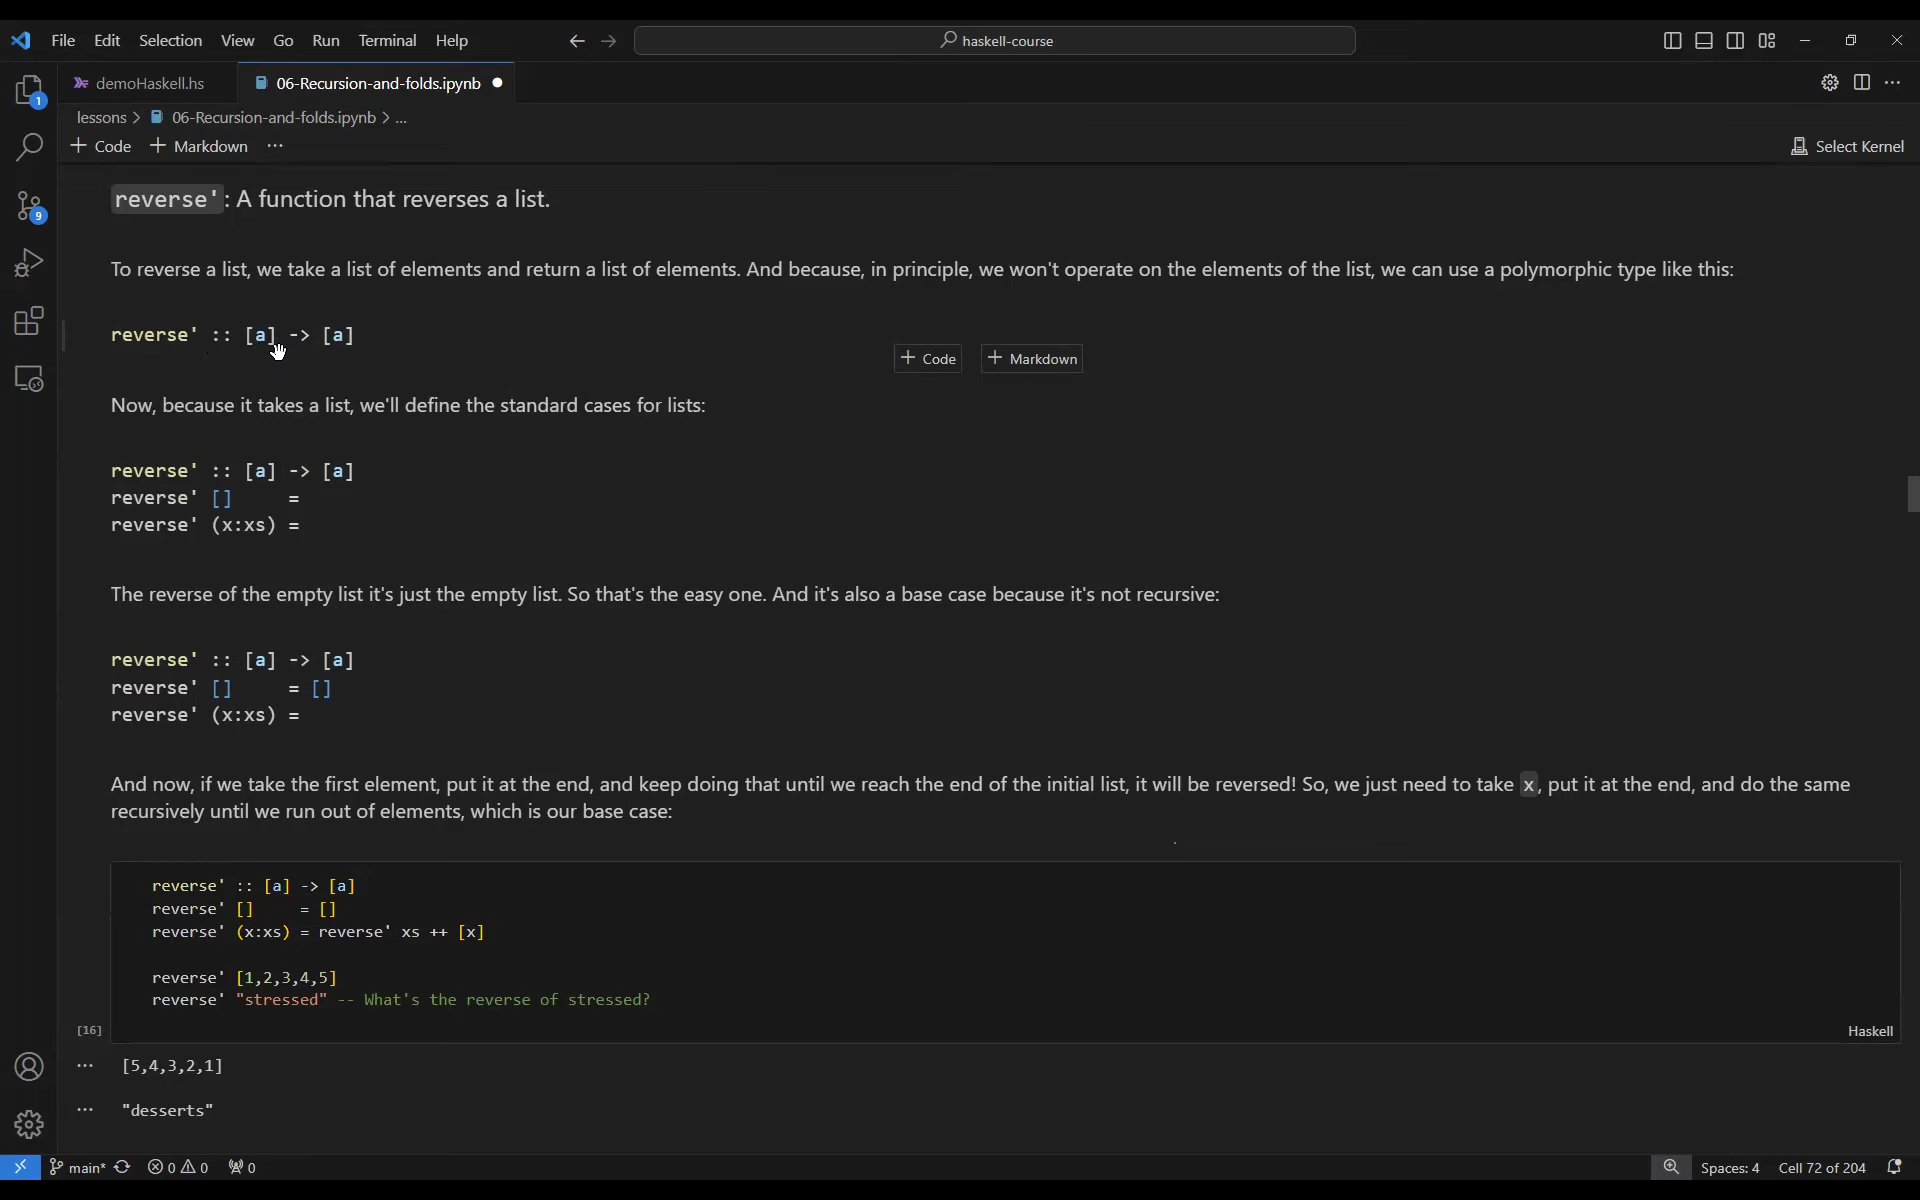 File Edit Selection View Go Run Terminal Help haskell-course
demoHaskell.hs 06-Recursion-and-folds.ipynb
lessons > 06-Recursion-and-folds.ipynb > ...
+ Code + Markdown ... Select Kernel
1
9
reverse': A function that reverses a list.
To reverse a list, we take a list of elements and return a list of elements. And because, in principle, we won't operate on the elements of the list, we can use a polymorphic type like this:
reverse' :: [a] -> [a]
+ Code + Markdown
Now, because it takes a list, we'll define the standard cases for lists:
reverse' :: [a] -> [a]
reverse' []     =
reverse' (x:xs) =
The reverse of the empty list it's just the empty list. So that's the easy one. And it's also a base case because it's not recursive:
reverse' :: [a] -> [a]
reverse' []     = []
reverse' (x:xs) =
And now, if we take the first element, put it at the end, and keep doing that until we reach the end of the initial list, it will be reversed! So, we just need to take x, put it at the end, and do the same
recursively until we run out of elements, which is our base case:
reverse' :: [a] -> [a]
reverse' []     = []
reverse' (x:xs) = reverse' xs ++ [x]
reverse' [1,2,3,4,5]
reverse' "stressed" -- What's the reverse of stressed?
[16] Haskell
... [5,4,3,2,1]
... "desserts"
main* 0 0 0 Spaces: 4 Cell 72 of 204